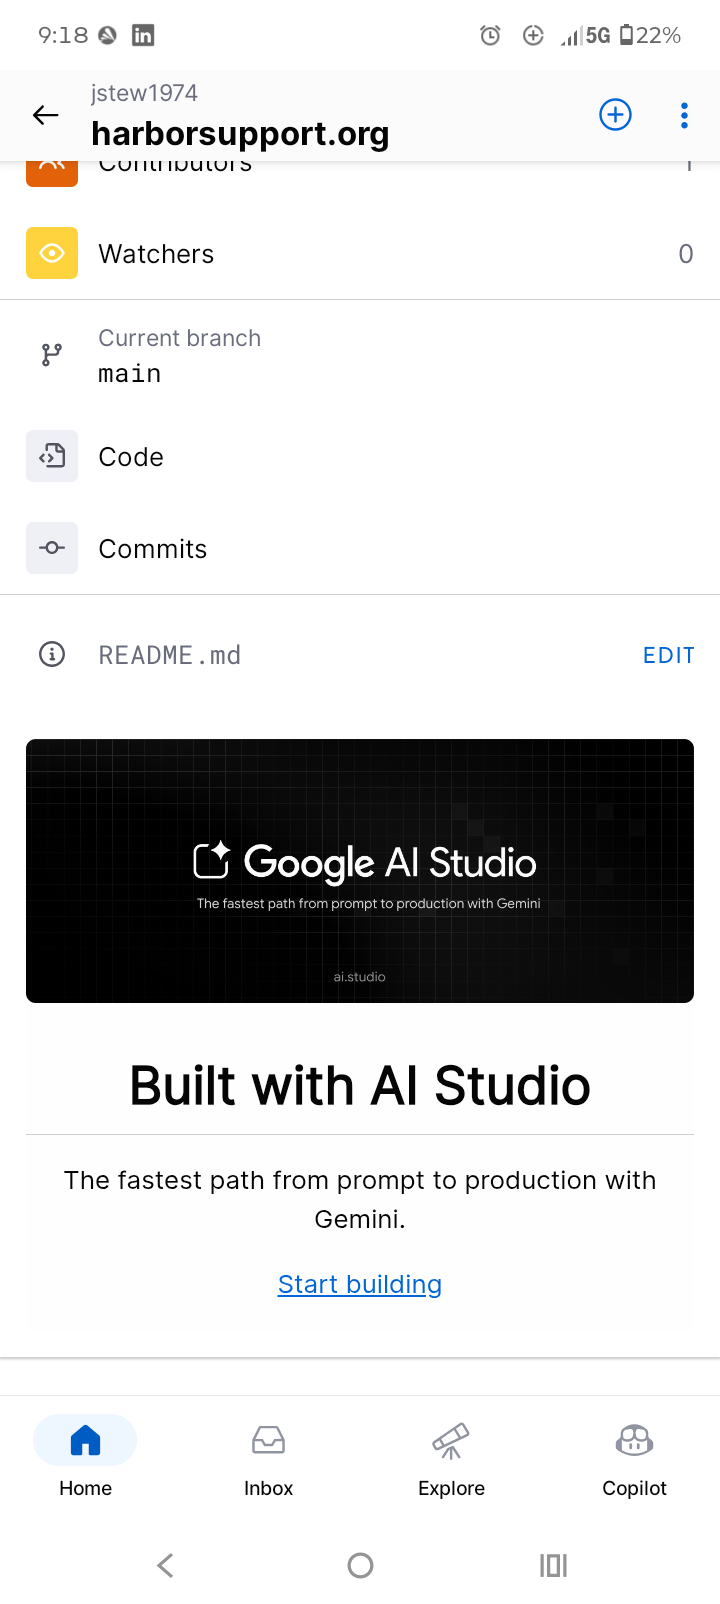 9:18
5G
22%
jstew1974
harborsupport.org
Contributors
1
Watchers
0
Current branch
main
Code
Commits
README.md
EDIT
Google AI Studio
The fastest path from prompt to production with Gemini
ai.studio
Built with AI Studio
The fastest path from prompt to production with
Gemini.
Start building
Home
Inbox
Explore
Copilot